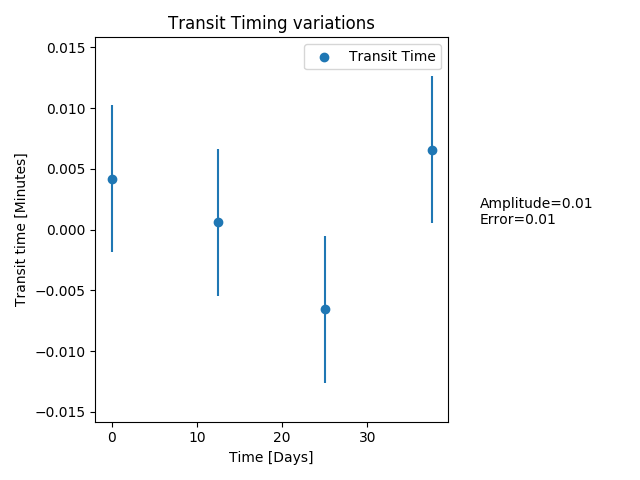 Transit Timing variations
Transit Time
0.015
0.010
0.005
0.000
−0.005
−0.010
−0.015
Transit time [Minutes]
Amplitude=0.01
Error=0.01
0
10
20
30
Time [Days]